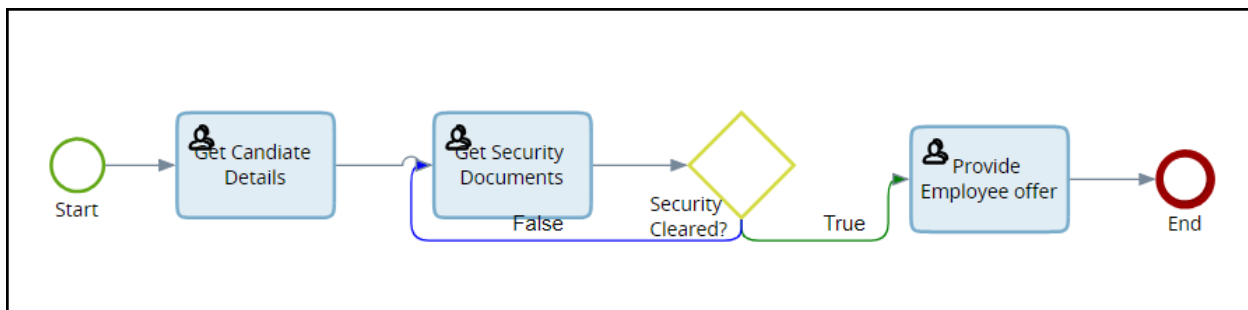 Start
Get Candiate
Details
Get Security
Documents
False
Security
Cleared?
True
Provide
Employee offer
End